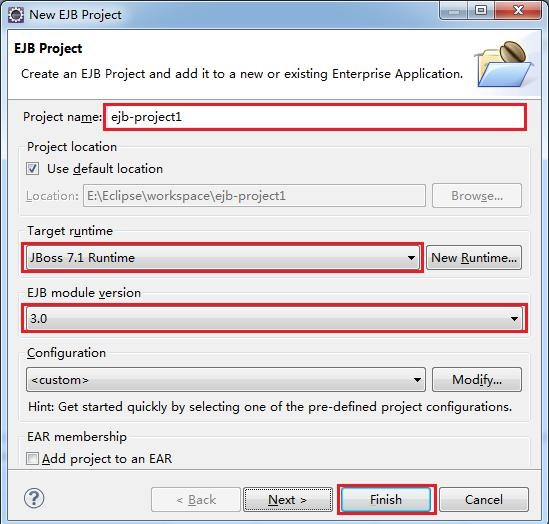 New EJB Project
EJB Project
Create an EJB Project and add it to a new or existing Enterprise Application.
Project name: ejb-project1
Project location
Use default location
Location: E:\Eclipse\workspace\ejb-project1 Browse...
Target runtime
JBoss 7.1 Runtime New Runtime...
EJB module version
3.0
Configuration
<custom> Modify...
Hint: Get started quickly by selecting one of the pre-defined project configurations.
EAR membership
Add project to an EAR
? < Back Next > Finish Cancel